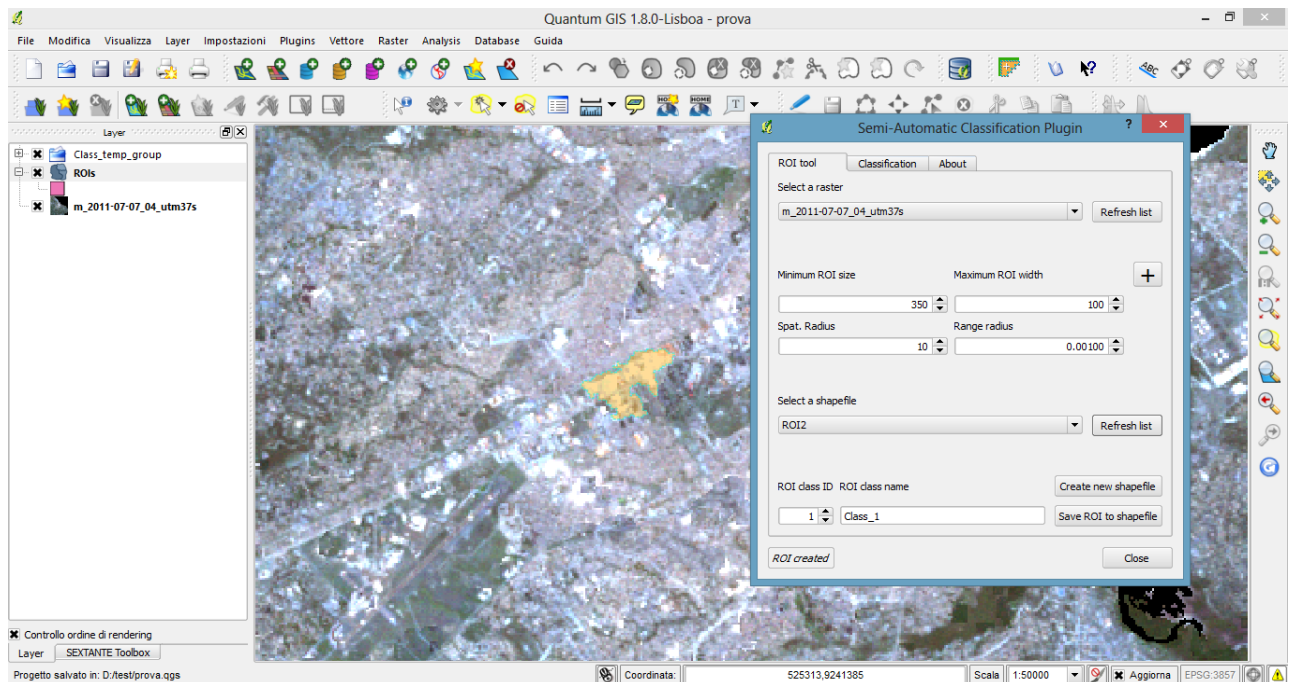 Quantum GIS 1.8.0-Lisboa - prova
File Modifica Visualizza Layer Impostazioni Plugins Vettore Raster Analysis Database Guida
ABC
T
Layer
Class_temp_group
ROIs
m_2011-07-07_04_utm37s
Semi-Automatic Classification Plugin
ROI tool Classification About
Select a raster
m_2011-07-07_04_utm37s Refresh list
Minimum ROI size Maximum ROI width +
350 100
Spat. Radius Range radius
10 0.00100
Select a shapefile
ROI2 Refresh list
ROI class ID ROI class name Create new shapefile
1 Class_1 Save ROI to shapefile
ROI created Close
Controllo ordine di rendering
Layer SEXTANTE Toolbox
Progetto salvato in: D:/test/prova.qgs Coordinata: 525313,9241385 Scala 1:50000 Aggiorna EPSG:3857